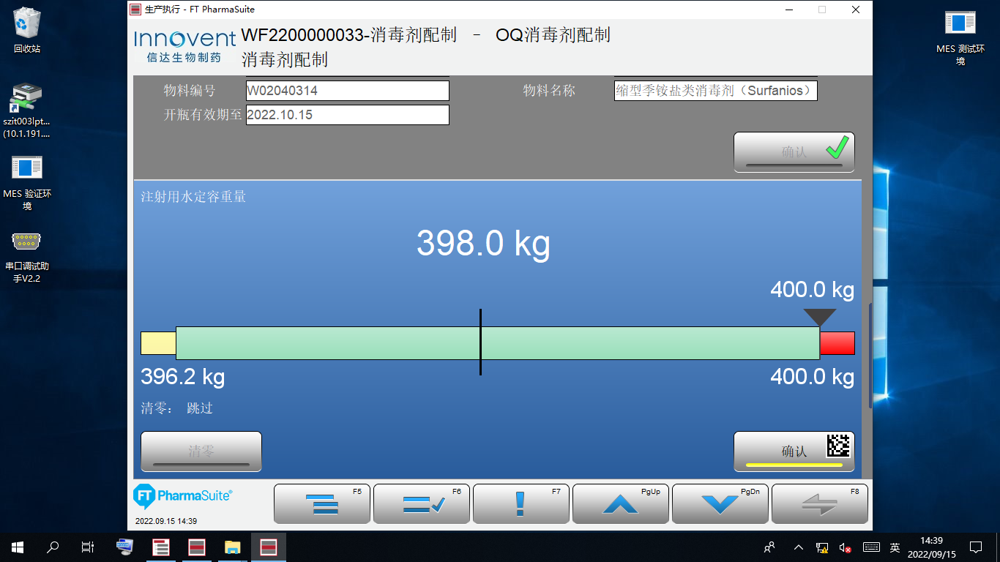 回收站
szit003lpt...
(10.1.191....
MES 验证环
境
串口调试助
手V2.2
生产执行 - FT PharmaSuite
Innovent
信达生物制药
WF2200000033-消毒剂配制 - OQ消毒剂配制
消毒剂配制
物料编号 W02040314 物料名称 缩型季铵盐类消毒剂（Surfanios）
开瓶有效期至 2022.10.15
确认
注射用水定容重量
398.0 kg
400.0 kg
396.2 kg 400.0 kg
清零： 跳过
清零 确认
FT PharmaSuite®
2022.09.15 14:39
F5 F6 F7 PgUp PgDn F8
MES 测试环
境
英
14:39
2022/09/15